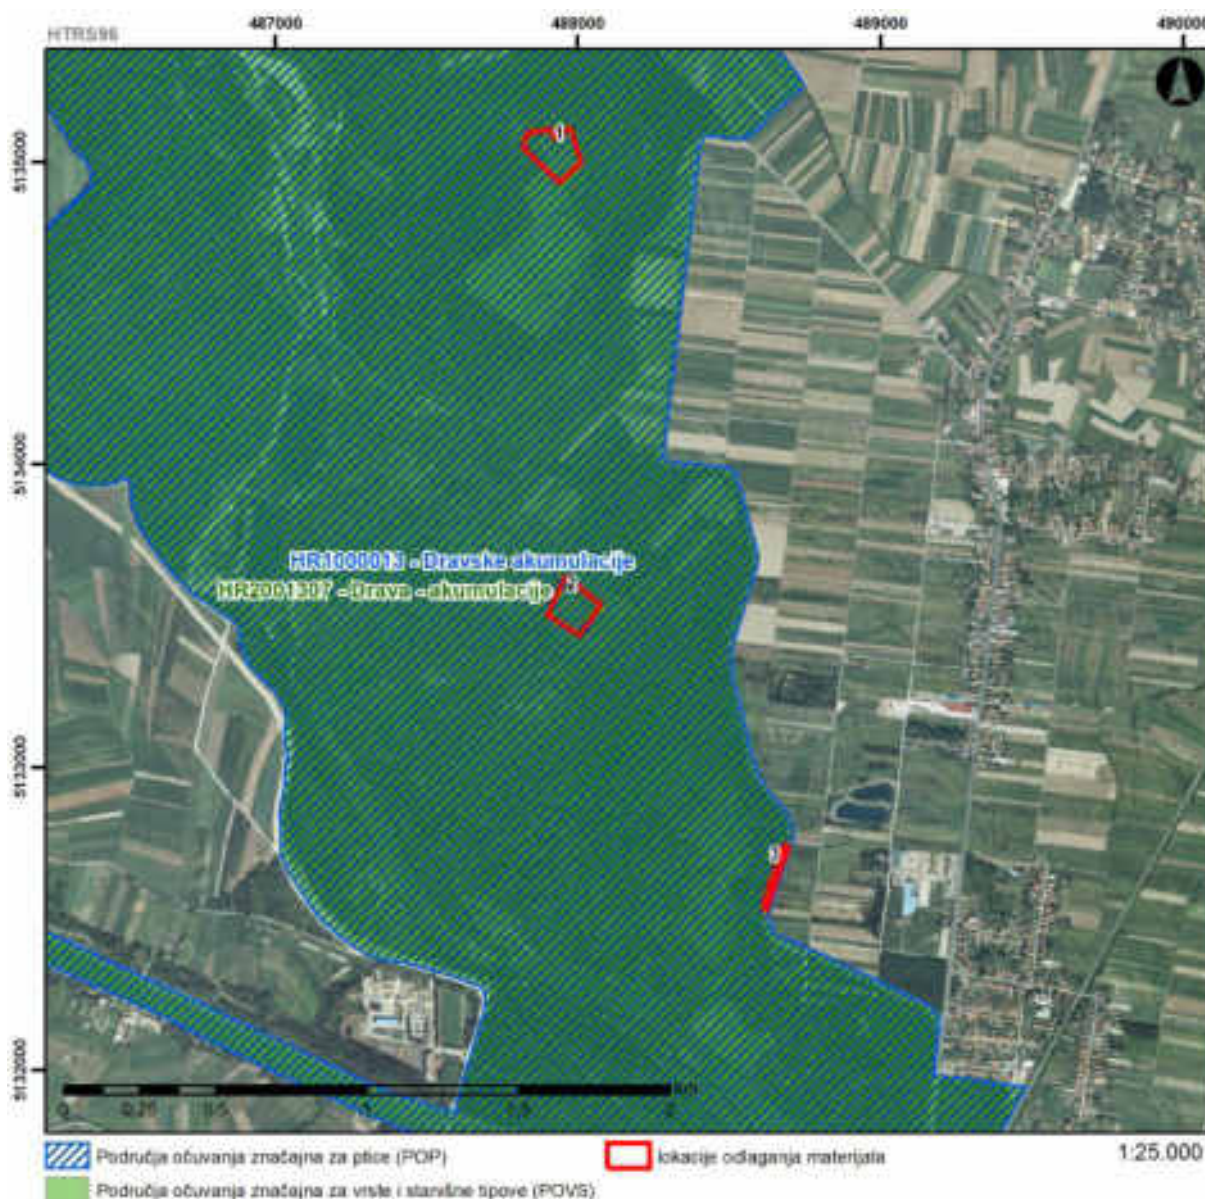 HTRS96
487000 488000 489000 490000
5135000
5134000
HR1000013 - Dravske akumulacije
HR2001307 - Drava - akumulacije
1
2
3
5133000
5132000
km
0 0,25 0,5 1 1,5 2
Područja očuvanja značajna za ptice (POP)
lokacije odlaganja materijala
1:25.000
Područja očuvanja značajna za vrste i stanišne tipove (POVS)